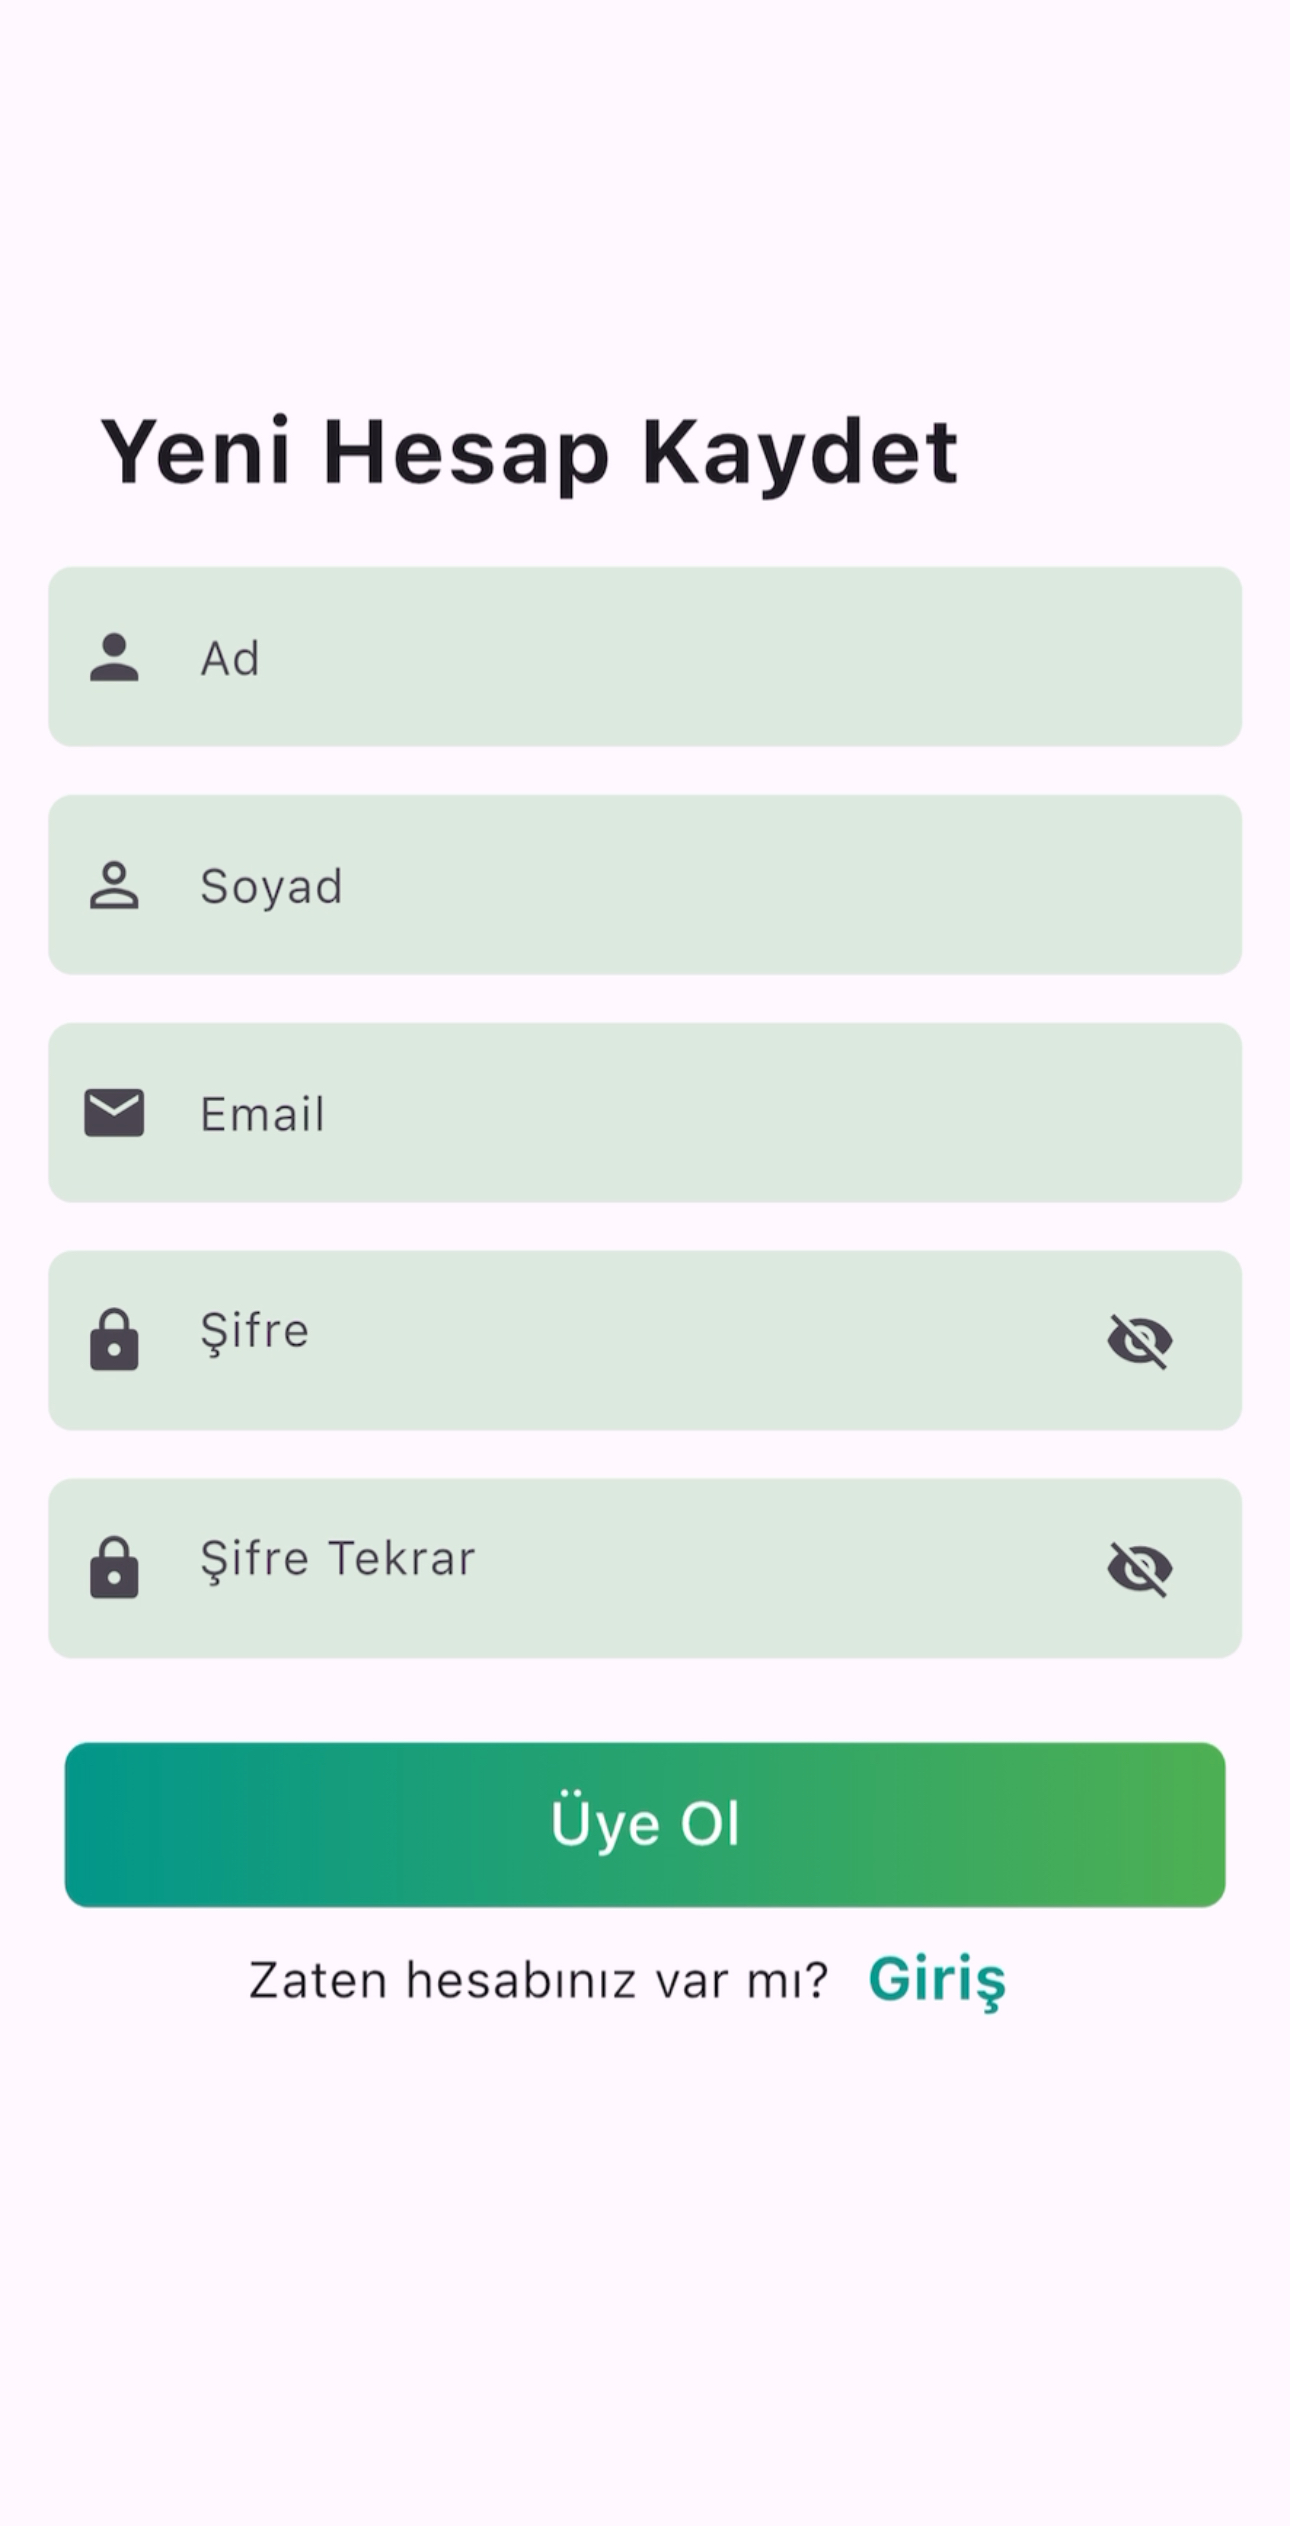 Yeni Hesap Kaydet
Ad
Soyad
Email
Şifre
Şifre Tekrar
Üye Ol
Zaten hesabınız var mı? Giriş